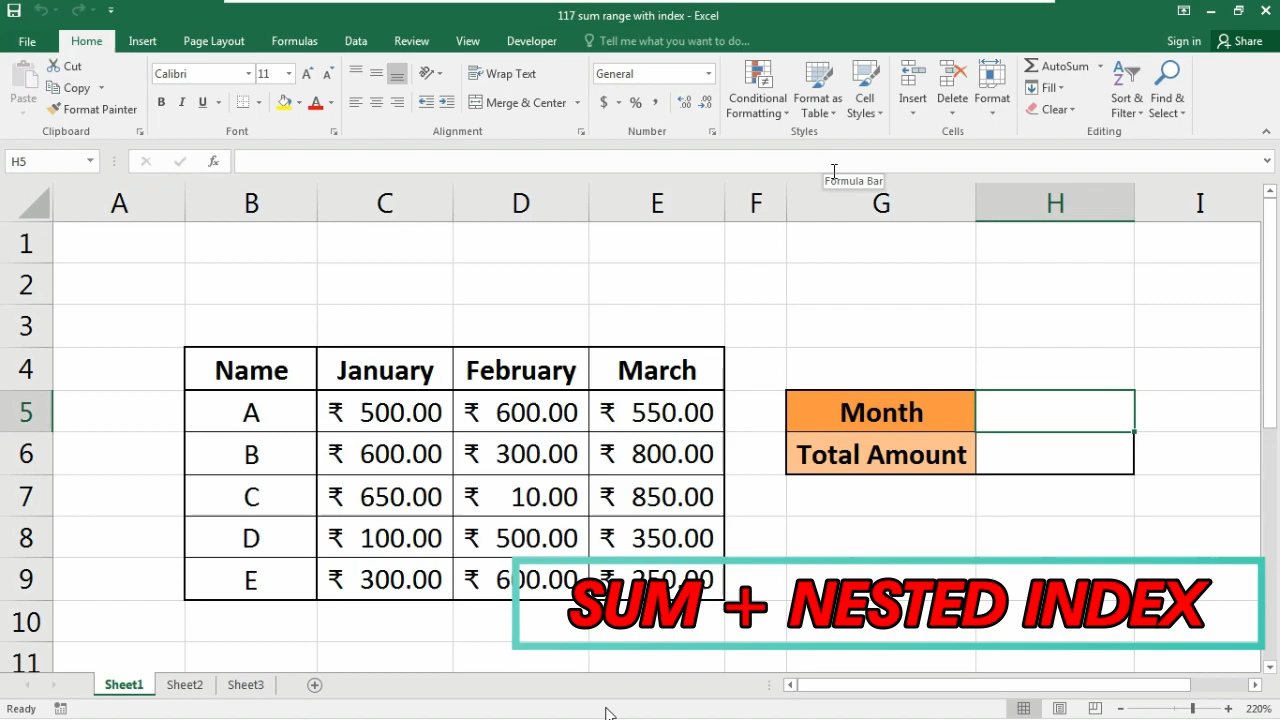 117 sum range with index - Excel
File Home Insert Page Layout Formulas Data Review View Developer Tell me what you want to do... Sign in Share
Paste Cut Copy Format Painter
Calibri 11
B I U A
Wrap Text
Merge & Center
General
$ % ,
Conditional Formatting Format as Table Cell Styles
Insert Delete Format
AutoSum Fill Clear Sort & Filter Find & Select
Clipboard Font Alignment Number Styles Cells Editing
H5 fx
Formula Bar
A B C D E F G H I
1
2
3
4 Name January February March
5 A ₹ 500.00 ₹ 600.00 ₹ 550.00 Month
6 B ₹ 600.00 ₹ 300.00 ₹ 800.00 Total Amount
7 C ₹ 650.00 ₹ 10.00 ₹ 850.00
8 D ₹ 100.00 ₹ 500.00 ₹ 350.00
9 E ₹ 300.00 ₹ 600.00 ₹
SUM + NESTED INDEX
10
11
Sheet1 Sheet2 Sheet3
Ready 220%